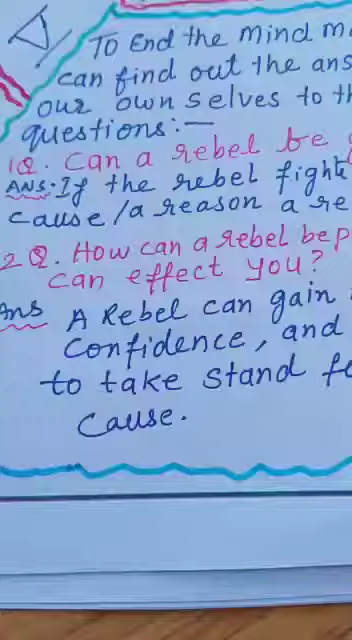 TO End the mind m
can find out the ans
our own selves to th
questions:—
1Q. Can a rebel be
ANS. If the rebel fight
cause/a reason a re
2 Q. How can a rebel be p
can effect you?
Ans A Rebel can gain
Confidence, and
to take stand fo
cause.